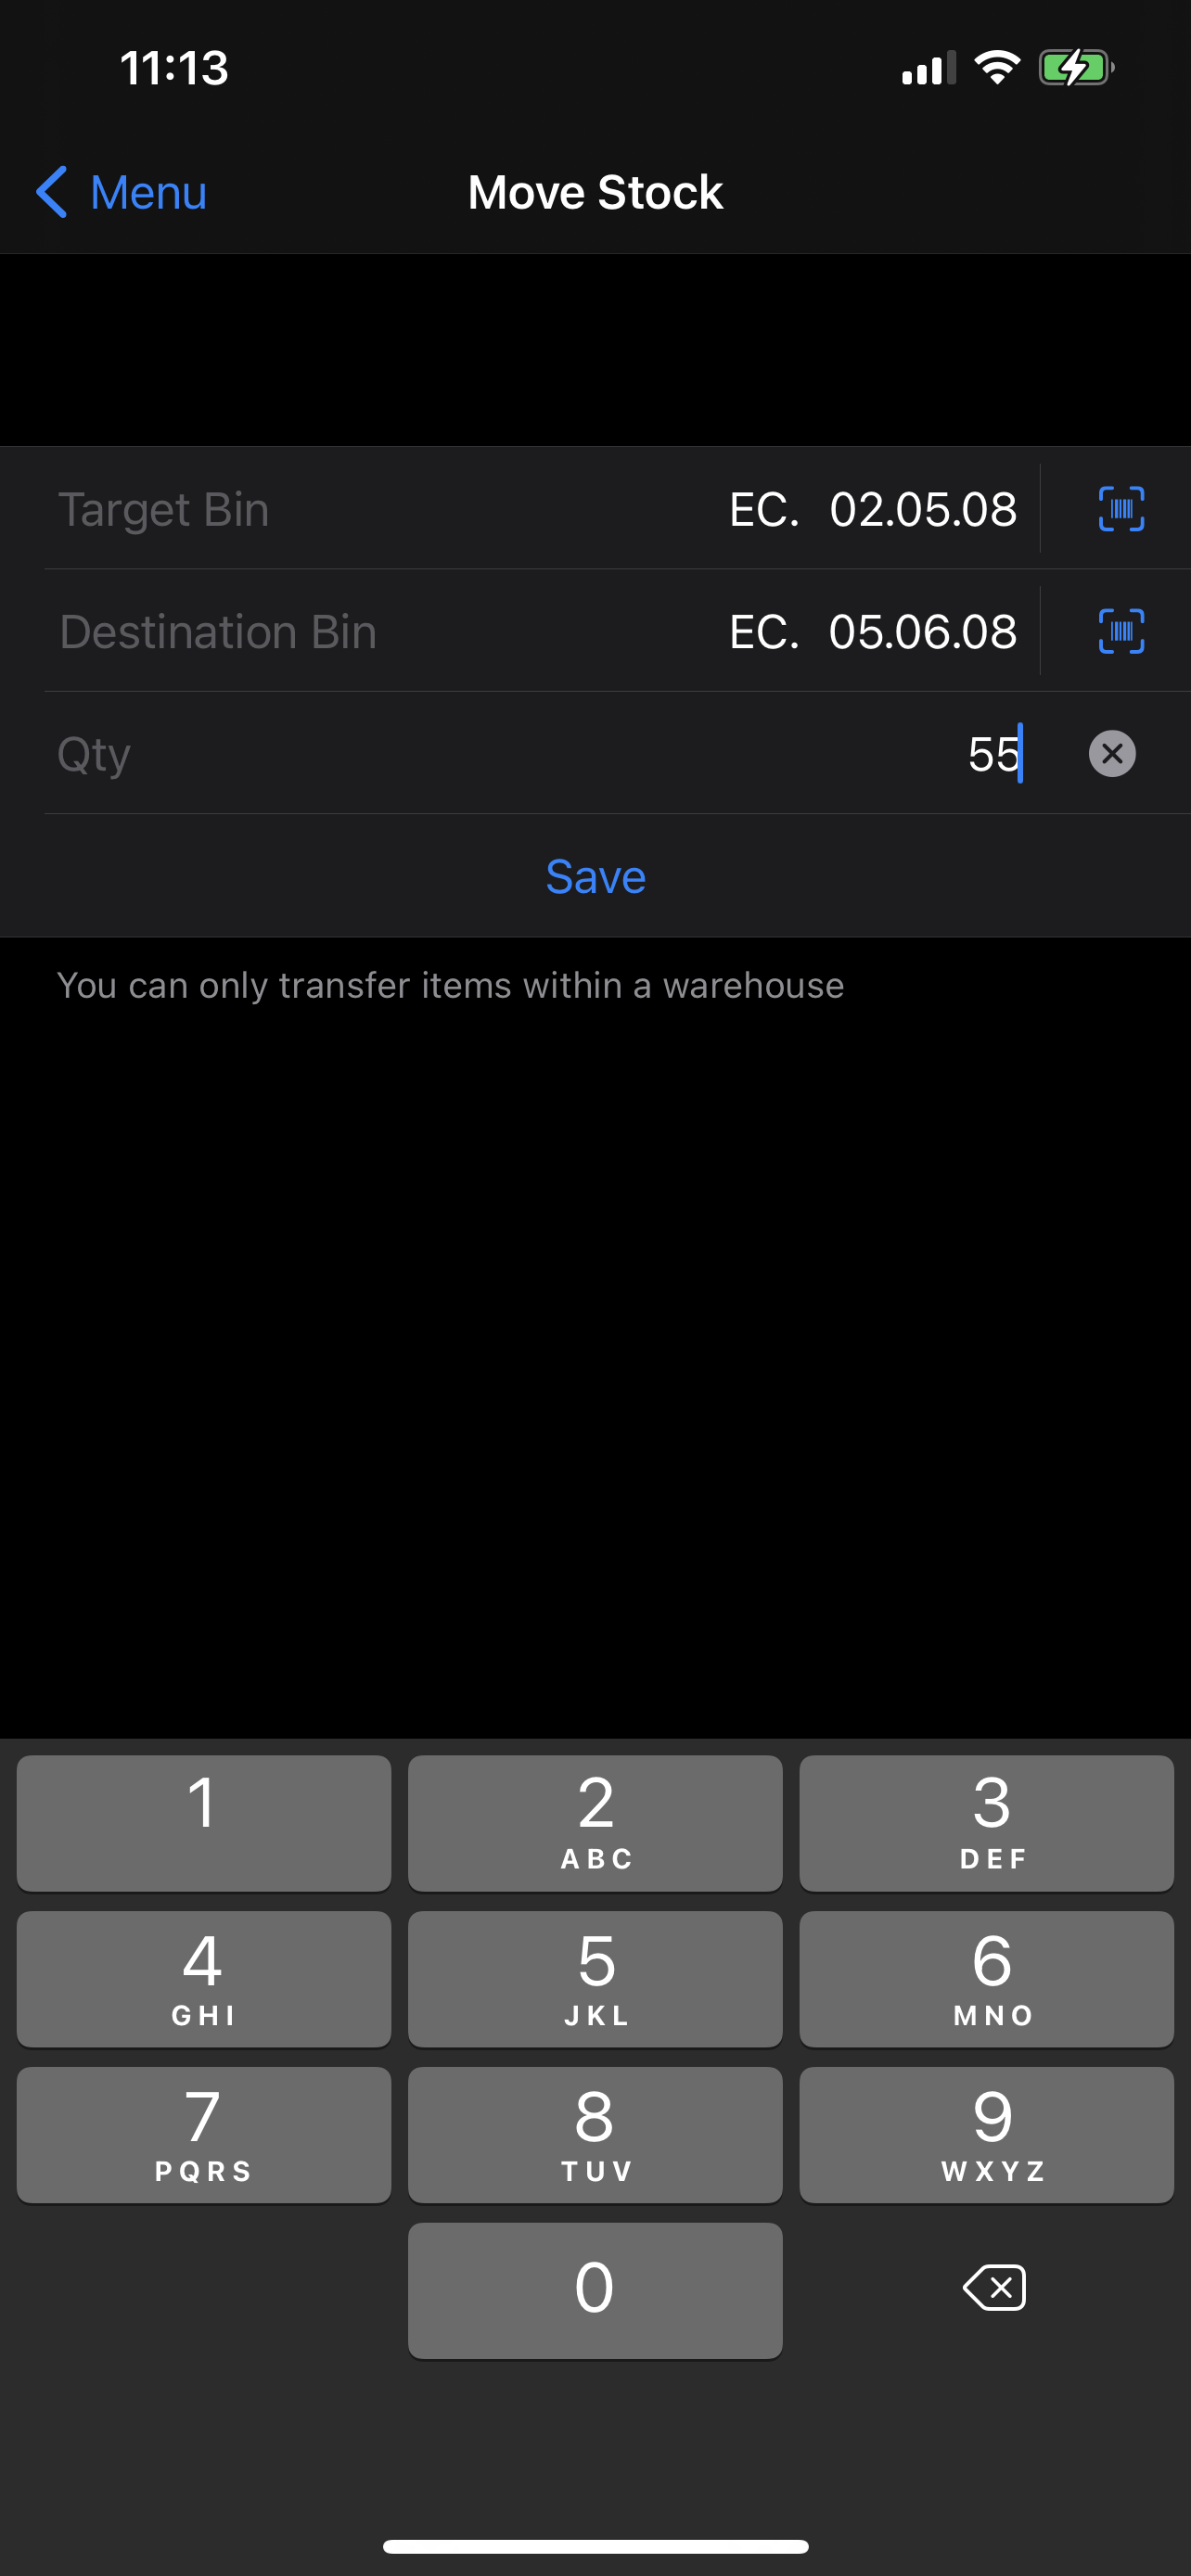 11:13
Menu Move Stock
Target Bin EC. 02.05.08
Destination Bin EC. 05.06.08
Qty 55
Save
You can only transfer items within a warehouse
1 2 3
ABC DEF
4 5 6
GHI JKL MNO
7 8 9
PQRS TUV WXYZ
0